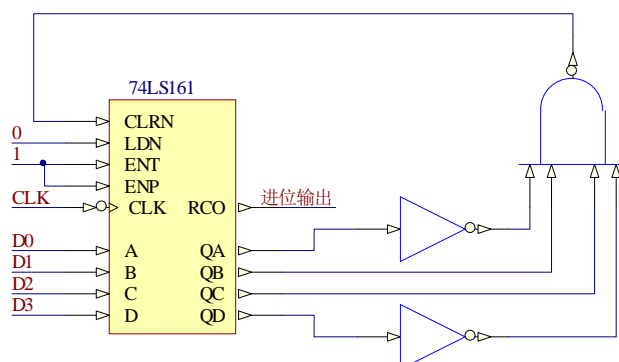 74LS161
CLRN
0
LDN
1
ENT
ENP
CLK
CLK
RCO
进位输出
D0
A
QA
D1
B
QB
D2
C
QC
D3
D
QD